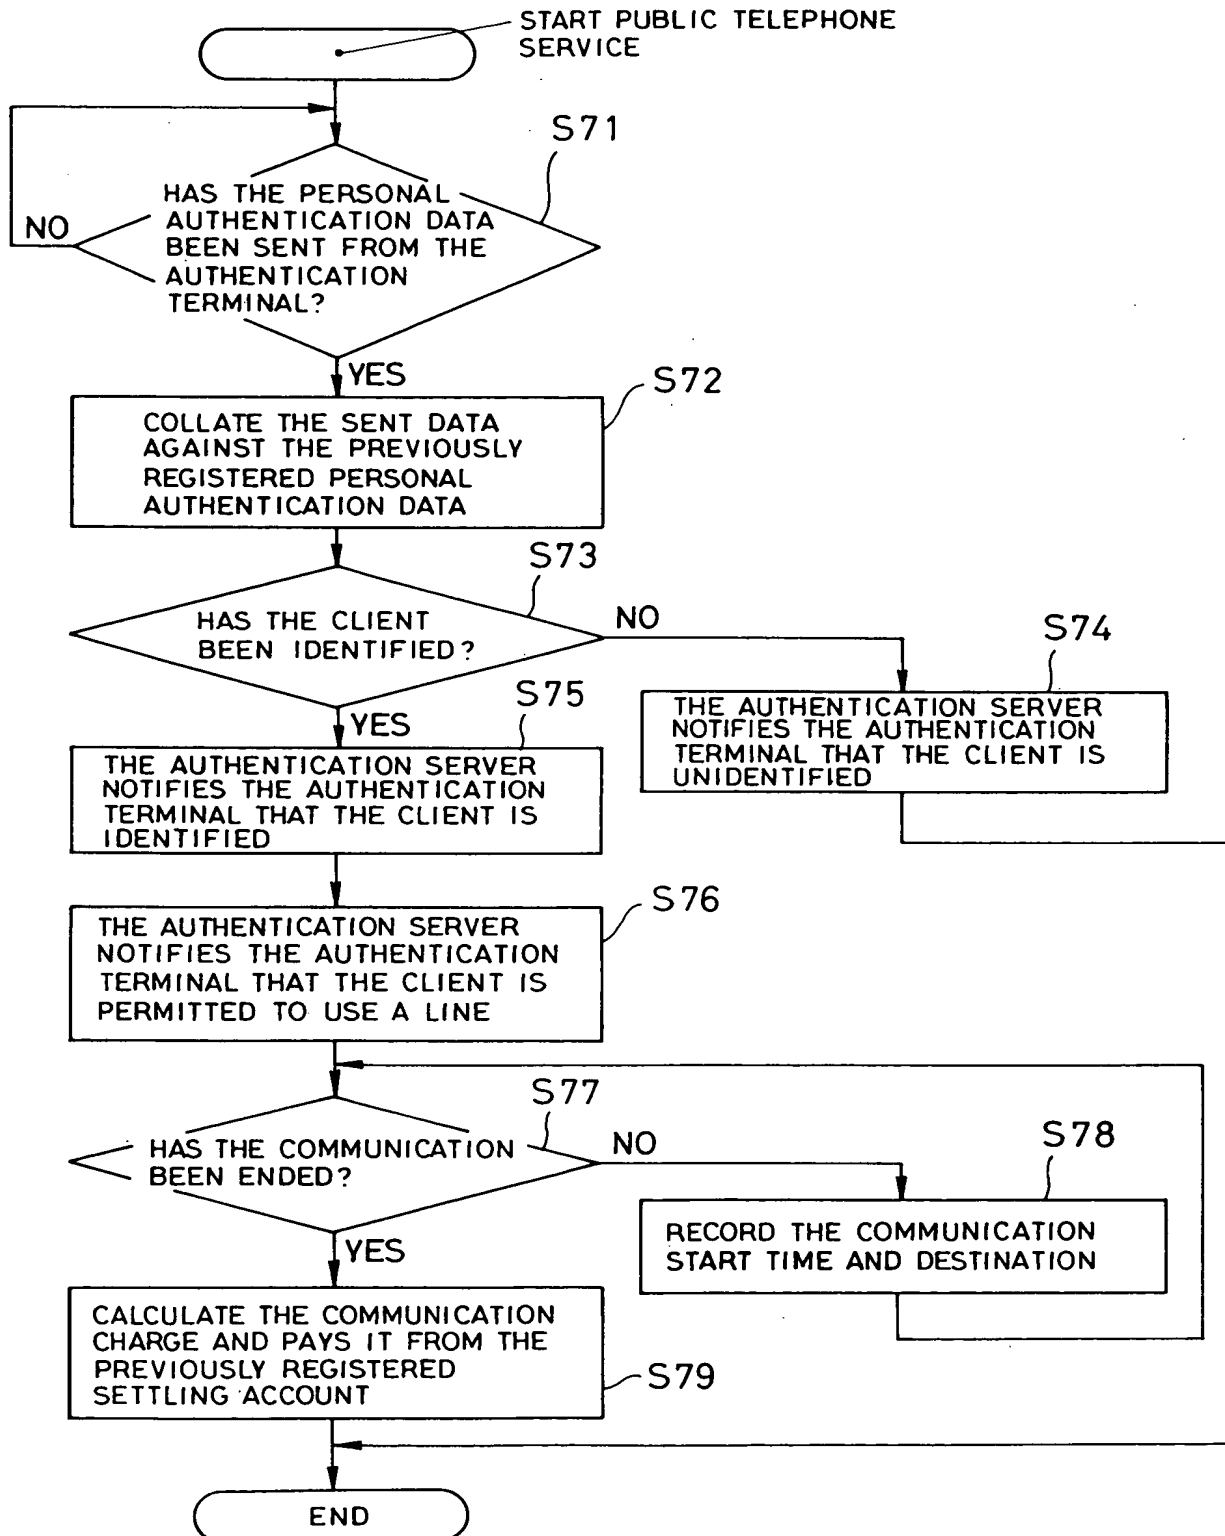 START PUBLIC TELEPHONE
SERVICE
S71
HAS THE PERSONAL
AUTHENTICATION DATA
BEEN SENT FROM THE
AUTHENTICATION
TERMINAL?
NO
YES
S72
COLLATE THE SENT DATA
AGAINST THE PREVIOUSLY
REGISTERED PERSONAL
AUTHENTICATION DATA
S73
HAS THE CLIENT
BEEN IDENTIFIED?
NO
S74
THE AUTHENTICATION SERVER
NOTIFIES THE AUTHENTICATION
TERMINAL THAT THE CLIENT IS
UNIDENTIFIED
YES
S75
THE AUTHENTICATION SERVER
NOTIFIES THE AUTHENTICATION
TERMINAL THAT THE CLIENT IS
IDENTIFIED
S76
THE AUTHENTICATION SERVER
NOTIFIES THE AUTHENTICATION
TERMINAL THAT THE CLIENT IS
PERMITTED TO USE A LINE
S77
HAS THE COMMUNICATION
BEEN ENDED?
NO
S78
RECORD THE COMMUNICATION
START TIME AND DESTINATION
YES
CALCULATE THE COMMUNICATION
CHARGE AND PAYS IT FROM THE
PREVIOUSLY REGISTERED
SETTLING ACCOUNT
S79
END